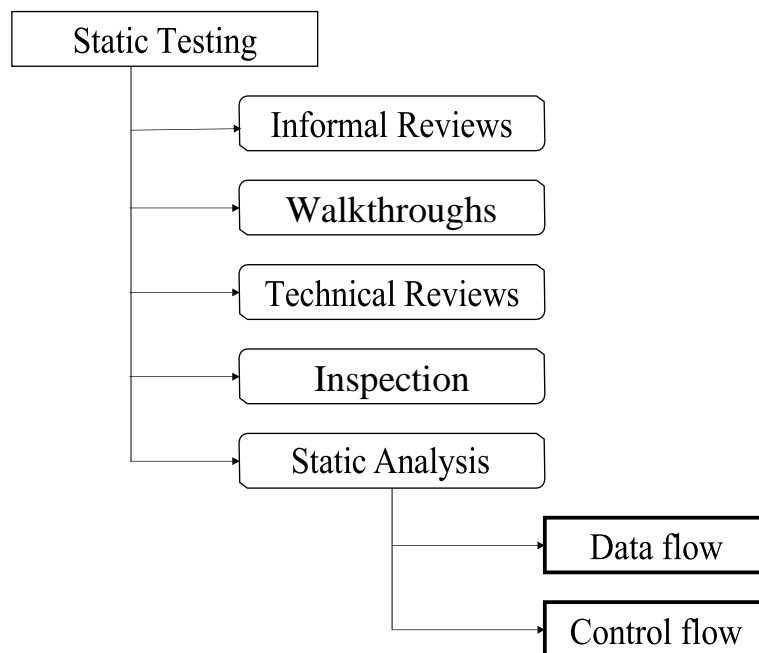 Static Testing
Informal Reviews
Walkthroughs
Technical Reviews
Inspection
Static Analysis
Data flow
Control flow